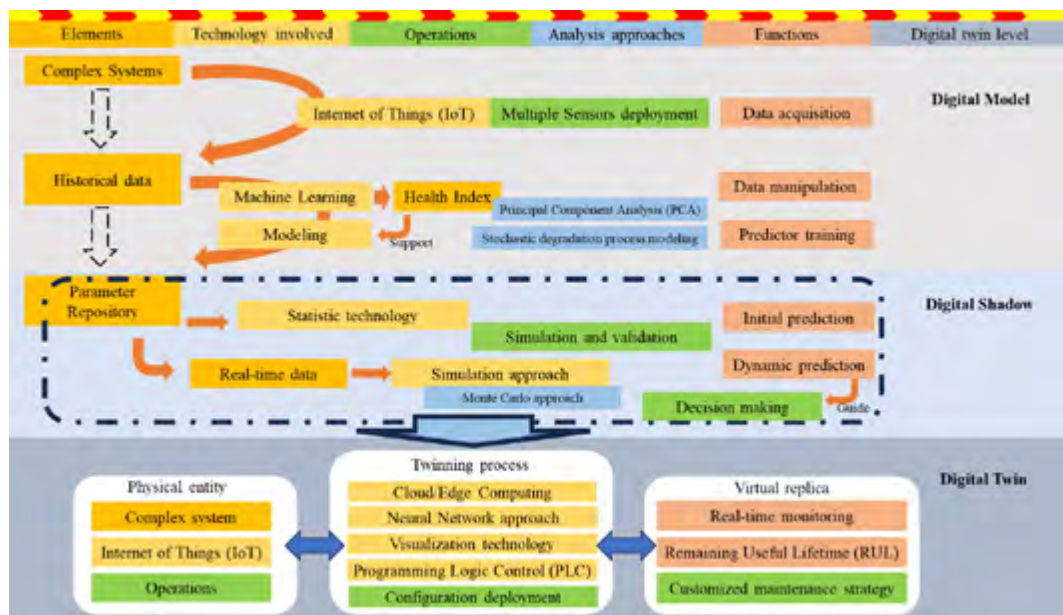 Elements
Technology involved
Operations
Analysis approaches
Functions
Digital twin level
Complex Systems
Digital Model
Internet of Things (IoT)
Multiple Sensors deployment
Data acquisition
Historical data
Machine Learning
Health Index
Data manipulation
Principal Component Analysis (PCA)
Modeling
Support
Stochastic degradation process modeling
Predictor training
Parameter
Repository
Digital Shadow
Statistic technology
Initial prediction
Simulation and validation
Real-time data
Simulation approach
Dynamic prediction
Monte Carlo approach
Decision making
Guide
Digital Twin
Physical entity
Complex system
Internet of Things (IoT)
Operations
Twinning process
Cloud/Edge Computing
Neural Network approach
Visualization technology
Programming Logic Control (PLC)
Configuration deployment
Virtual replica
Real-time monitoring
Remaining Useful Lifetime (RUL)
Customized maintenance strategy